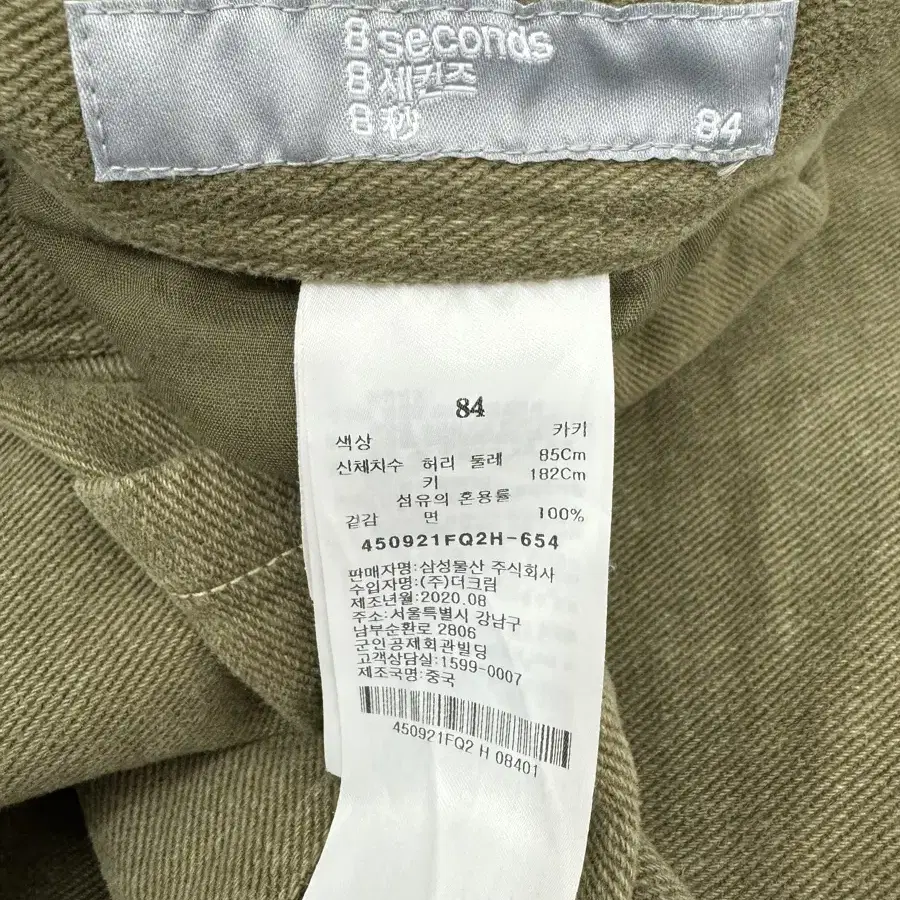 8 seconds
8 세컨즈
8 秒
84
84
색상 카키
신체치수 허리 둘레 85Cm
키 182Cm
섬유의 혼용률
겉감 면 100%
450921FQ2H-654
판매자명:삼성물산 주식회사
수입자명:(주)더크림
제조년월:2020.08
주소:서울특별시 강남구
남부순환로 2806
군인공제회관빌딩
고객상담실:1599-0007
제조국명:중국
450921FQ2 H 08401